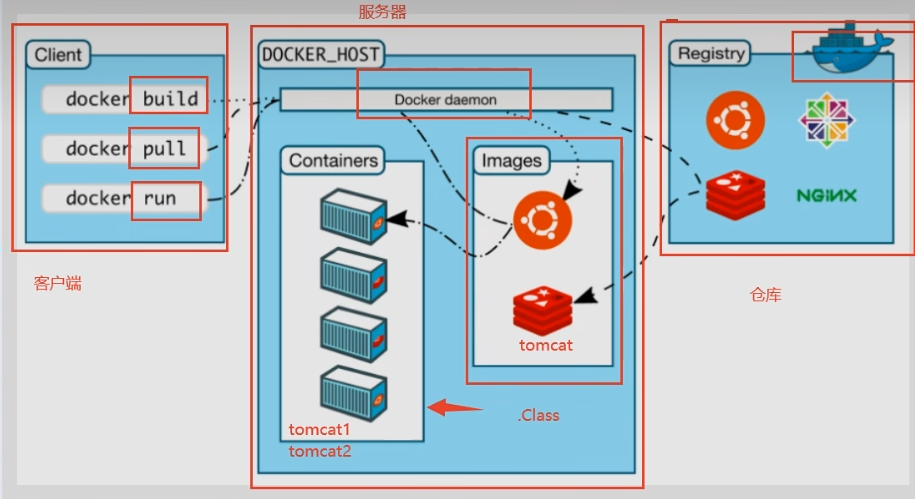 服务器
Client
docker build
docker pull
docker run
客户端
DOCKER_HOST
Docker daemon
Containers
tomcat1
tomcat2
Images
tomcat
.Class
Registry
NGINX
仓库